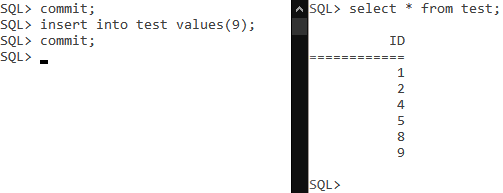 SQL> commit;
SQL> insert into test values(9);
SQL> commit;
SQL>
SQL> select * from test;
ID
============
1
2
4
5
8
9
SQL>